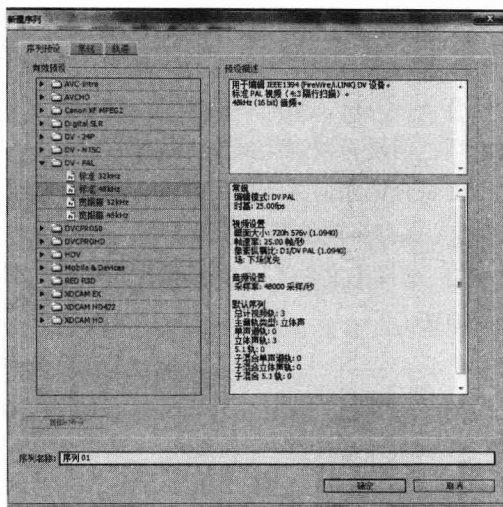 新建序列
序列预设
常规
轨道
有效预设
AVC-Intra
AVCHD
Canon XF MPEG2
Digital SLR
DV - 24P
DV - NTSC
DV - PAL
标准 32kHz
标准 48kHz
宽银幕 32kHz
宽银幕 48kHz
DVCPRO50
DVCPROHD
HDV
Mobile & Devices
RED R3D
XDCAM EX
XDCAM HD422
XDCAM HD
预设描述
用于编辑 IEEE1394 (FireWire/i.LINK) DV 设备。
标准 PAL 视频 (4:3 隔行扫描)。
48kHz (16 bit) 音频。
常规
编辑模式: DV PAL
时基: 25.00fps
视频设置
画面大小: 720h 576v (1.0940)
帧速率: 25.00 帧/秒
像素纵横比: D1/DV PAL (1.0940)
场: 下场优先
音频设置
采样率: 48000 采样/秒
默认序列
总计视频轨: 3
主音轨类型: 立体声
单声道轨: 0
立体声轨: 3
5.1 轨: 0
子混合单声道轨: 0
子混合立体声轨: 0
子混合 5.1 轨: 0
序列名称: 序列 01
确定
取消